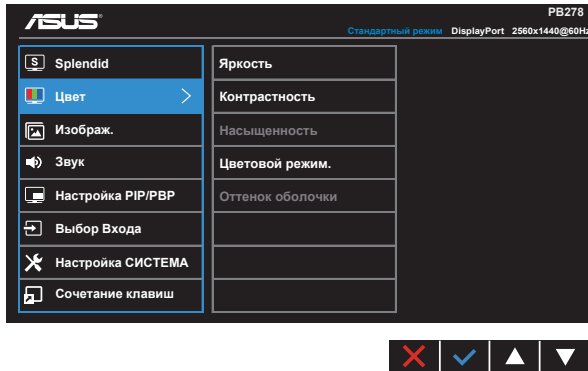 ASUS
PB278
Стандартный режим DisplayPort 2560x1440@60Hz
S Splendid
Цвет
Изображ.
Звук
Настройка PIP/PBP
Выбор Входа
Настройка СИСТЕМА
Сочетание клавиш
Яркость
Контрастность
Насыщенность
Цветовой режим.
Оттенок оболочки